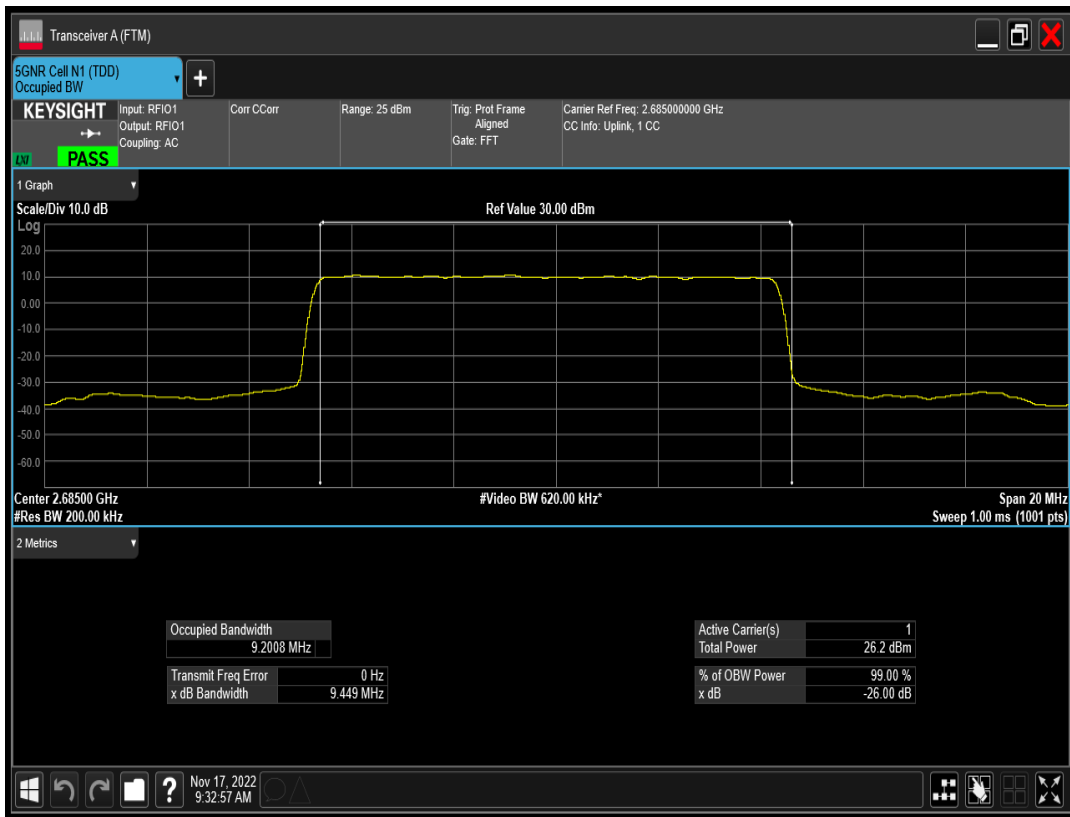 Transceiver A (FTM)
5GNR Cell N1 (TDD)
Occupied BW
+
KEYSIGHT
LXI
PASS
Input: RFIO1
Output: RFIO1
Coupling: AC
Corr CCorr
Range: 25 dBm
Trig: Prot Frame
Aligned
Gate: FFT
Carrier Ref Freq: 2.685000000 GHz
CC Info: Uplink, 1 CC
1 Graph
Scale/Div 10.0 dB
Ref Value 30.00 dBm
Log
20.0
10.0
0.00
-10.0
-20.0
-30.0
-40.0
-50.0
-60.0
Center 2.68500 GHz
#Video BW 620.00 kHz*
Span 20 MHz
#Res BW 200.00 kHz
Sweep 1.00 ms (1001 pts)
2 Metrics
Occupied Bandwidth
9.2008 MHz
Transmit Freq Error 0 Hz
x dB Bandwidth 9.449 MHz
Active Carrier(s) 1
Total Power 26.2 dBm
% of OBW Power 99.00 %
x dB -26.00 dB
?
Nov 17, 2022
9:32:57 AM